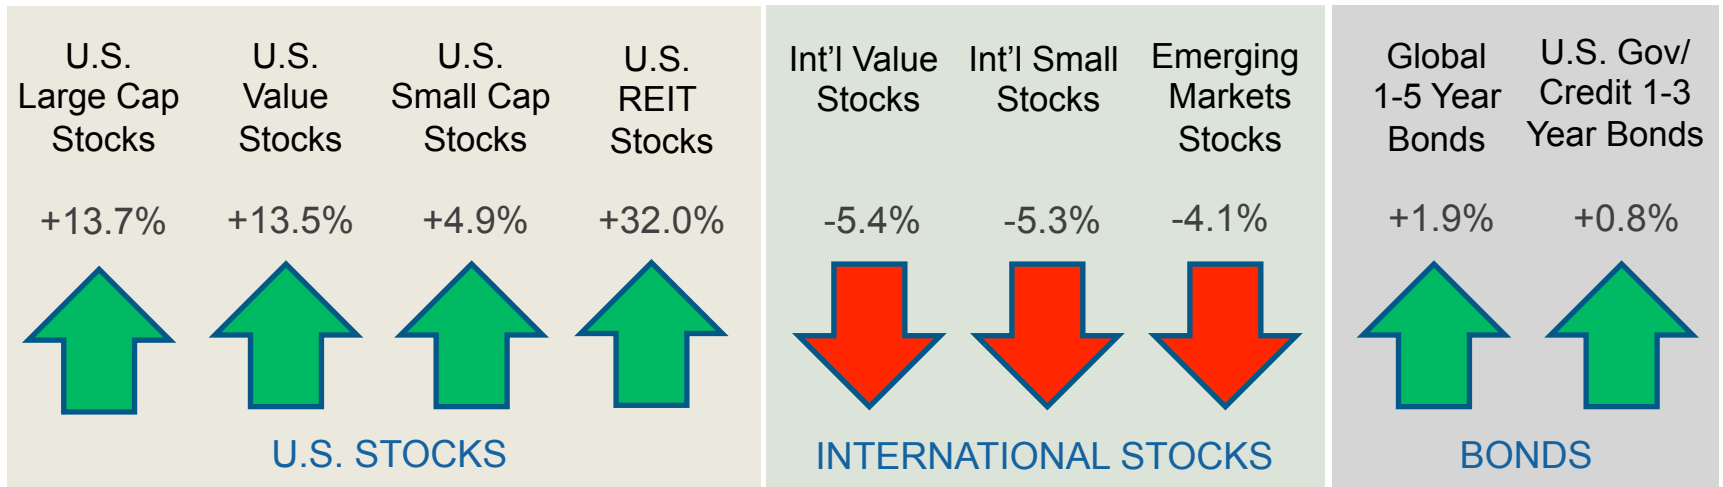 U.S.
Large Cap
Stocks
+13.7%
U.S.
Value
Stocks
+13.5%
U.S.
Small Cap
Stocks
+4.9%
U.S.
REIT
Stocks
+32.0%
U.S. STOCKS
Int’l Value
Stocks
-5.4%
Int’l Small
Stocks
-5.3%
Emerging
Markets
Stocks
-4.1%
INTERNATIONAL STOCKS
Global
1-5 Year
Bonds
+1.9%
U.S. Gov/
Credit 1-3
Year Bonds
+0.8%
BONDS